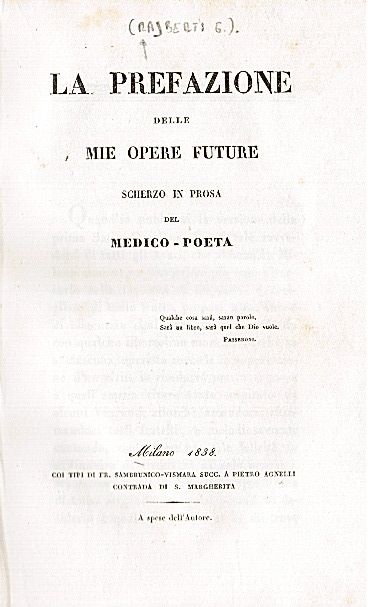 (RAJBERTI G.).
LA PREFAZIONE
DELLE
MIE OPERE FUTURE
SCHERZO IN PROSA
DEL
MEDICO-POETA
Qualche cosa sarà, saran parole,
Sarà un libro, sarà quel che Dio vuole.
PASSERONI.
Milano 1838.
COI TIPI DI FR. SAMBRUNICO-VISMARA SUCC. A PIETRO AGNELLI
CONTRADA DI S. MARGHERITA
A spese dell'Autore.